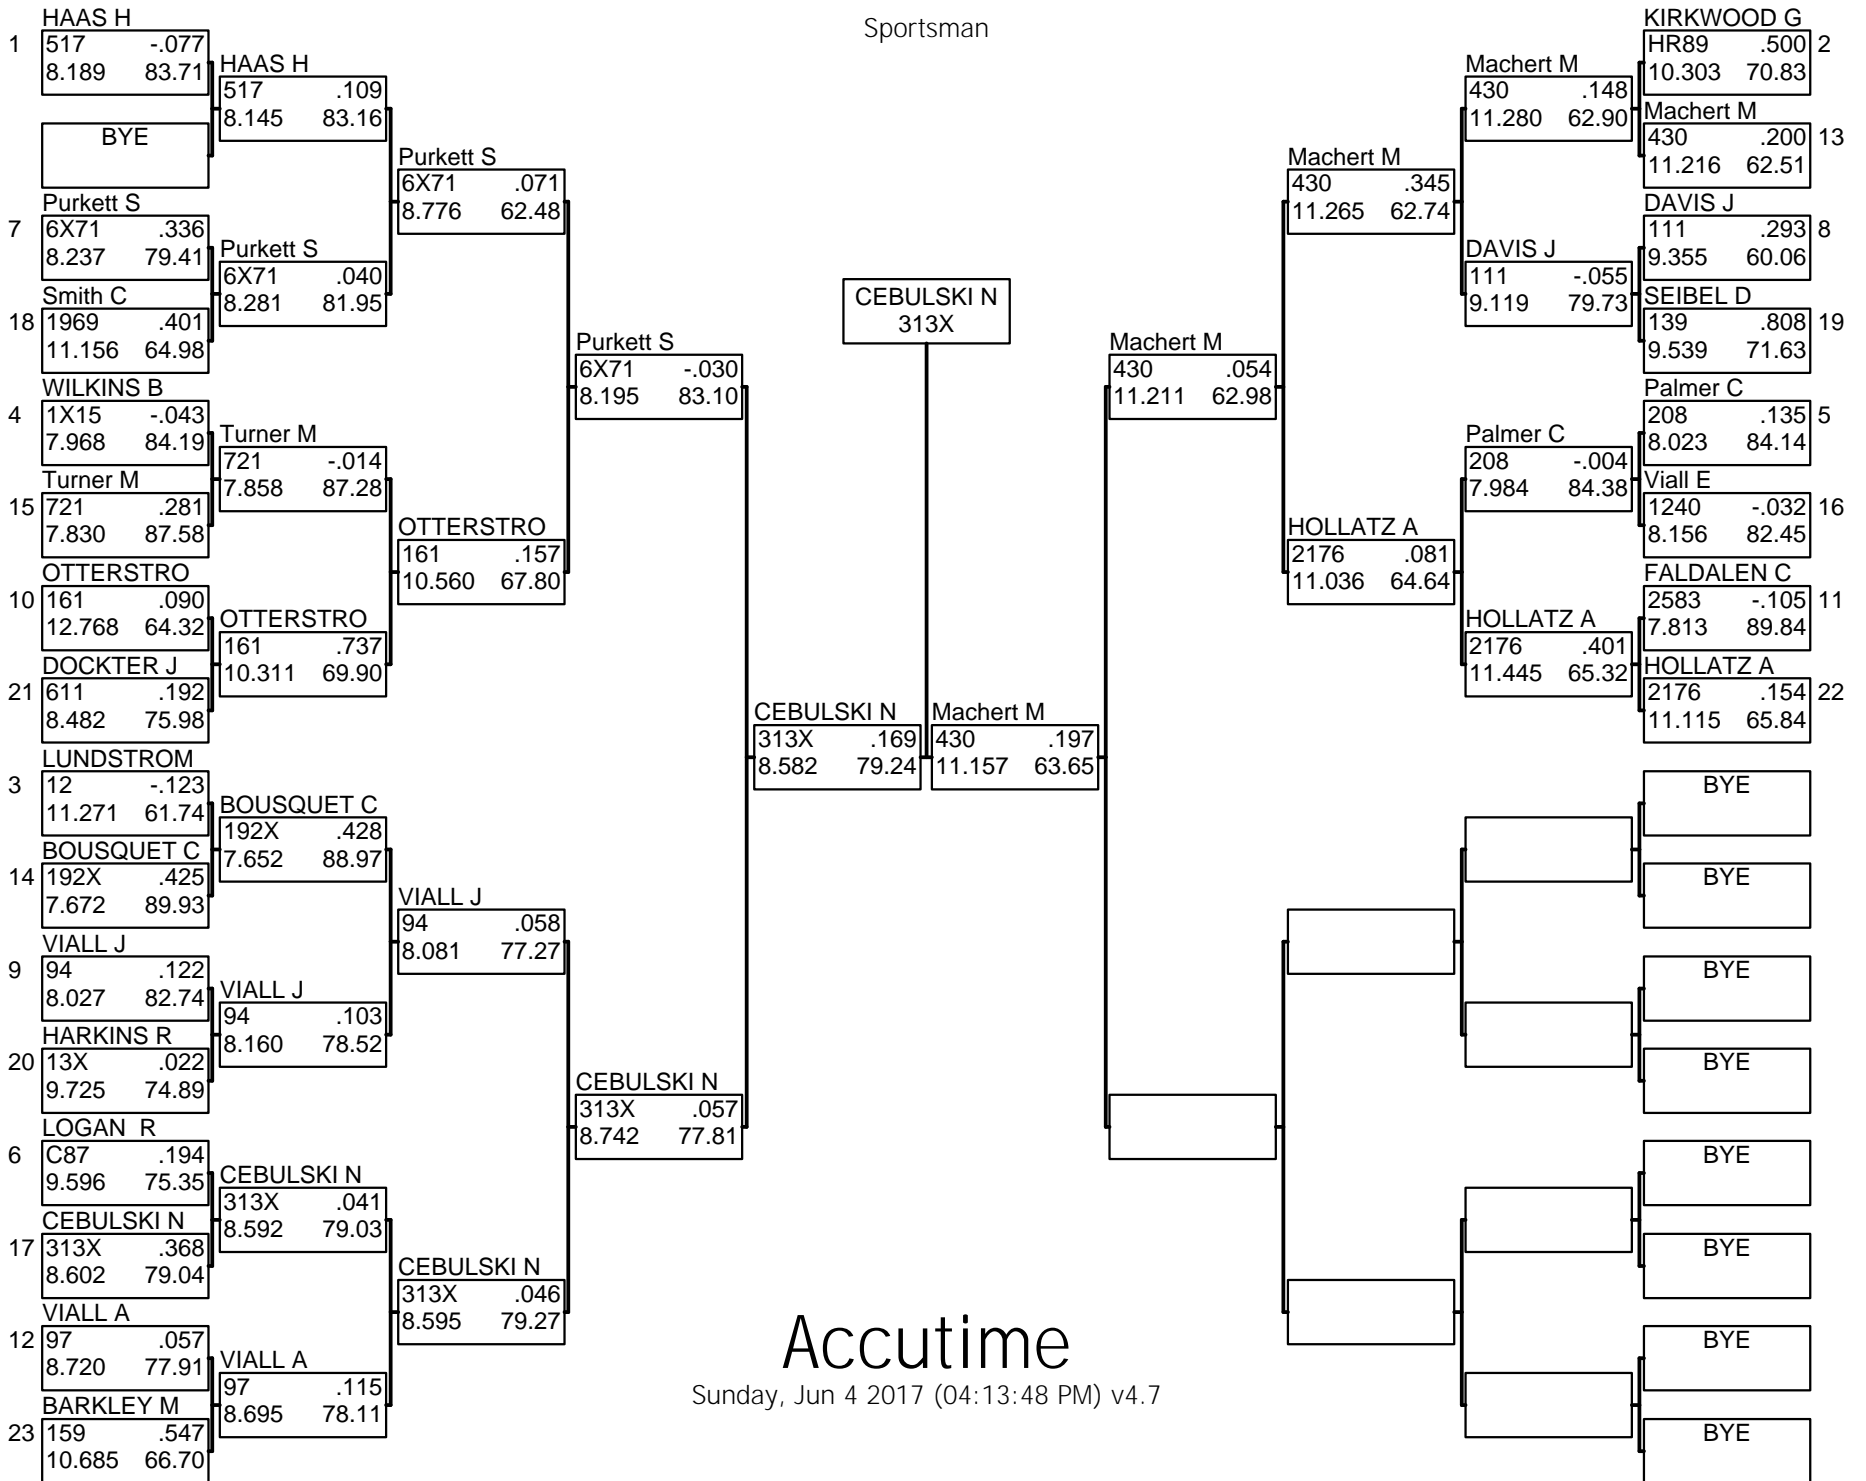 Sportsman
HAAS H
1 517 -.077
8.189 83.71
BYE
Purkett S
7 6X71 .336
8.237 79.41
Smith C
18 1969 .401
11.156 64.98
WILKINS B
4 1X15 -.043
7.968 84.19
Turner M
15 721 .281
7.830 87.58
OTTERSTRO
10 161 .090
12.768 64.32
DOCKTER J
21 611 .192
8.482 75.98
LUNDSTROM
3 12 -.123
11.271 61.74
BOUSQUET C
14 192X .425
7.672 89.93
VIALL J
9 94 .122
8.027 82.74
HARKINS R
20 13X .022
9.725 74.89
LOGAN  R
6 C87 .194
9.596 75.35
CEBULSKI N
17 313X .368
8.602 79.04
VIALL A
12 97 .057
8.720 77.91
BARKLEY M
23 159 .547
10.685 66.70
HAAS H
517 .109
8.145 83.16
Purkett S
6X71 .040
8.281 81.95
Turner M
721 -.014
7.858 87.28
OTTERSTRO
161 .737
10.311 69.90
BOUSQUET C
192X .428
7.652 88.97
VIALL J
94 .103
8.160 78.52
CEBULSKI N
313X .041
8.592 79.03
VIALL A
97 .115
8.695 78.11
Purkett S
6X71 .071
8.776 62.48
OTTERSTRO
161 .157
10.560 67.80
VIALL J
94 .058
8.081 77.27
CEBULSKI N
313X .046
8.595 79.27
Purkett S
6X71 -.030
8.195 83.10
CEBULSKI N
313X .057
8.742 77.81
CEBULSKI N
313X .169
8.582 79.24
CEBULSKI N
313X
Machert M
430 .197
11.157 63.65
Machert M
430 .054
11.211 62.98
Machert M
430 .345
11.265 62.74
HOLLATZ A
2176 .081
11.036 64.64
Machert M
430 .148
11.280 62.90
DAVIS J
111 -.055
9.119 79.73
Palmer C
208 -.004
7.984 84.38
HOLLATZ A
2176 .401
11.445 65.32
KIRKWOOD G
HR89 .500 2
10.303 70.83
Machert M
430 .200 13
11.216 62.51
DAVIS J
111 .293 8
9.355 60.06
SEIBEL D
139 .808 19
9.539 71.63
Palmer C
208 .135 5
8.023 84.14
Viall E
1240 -.032 16
8.156 82.45
FALDALEN C
2583 -.105 11
7.813 89.84
HOLLATZ A
2176 .154 22
11.115 65.84
BYE
BYE
BYE
BYE
BYE
BYE
BYE
BYE
Accutime
Sunday, Jun 4 2017 (04:13:48 PM) v4.7